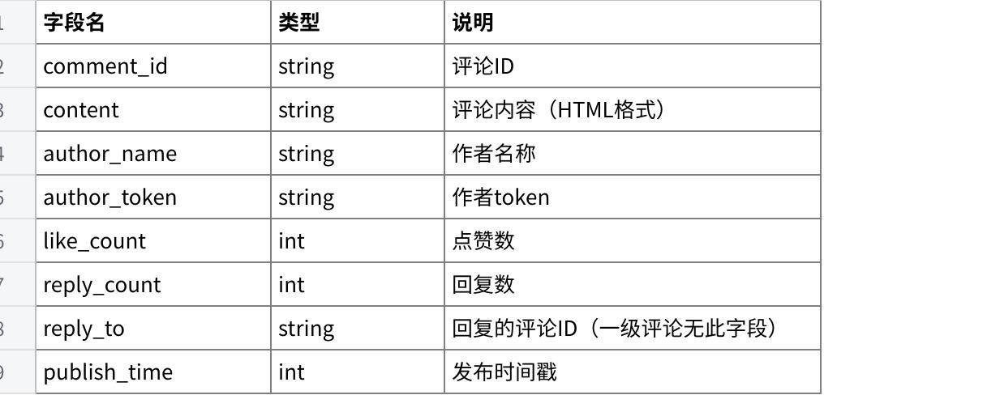 1 字段名 类型 说明
2 comment_id string 评论ID
3 content string 评论内容（HTML格式）
4 author_name string 作者名称
5 author_token string 作者token
6 like_count int 点赞数
7 reply_count int 回复数
8 reply_to string 回复的评论ID（一级评论无此字段）
9 publish_time int 发布时间戳